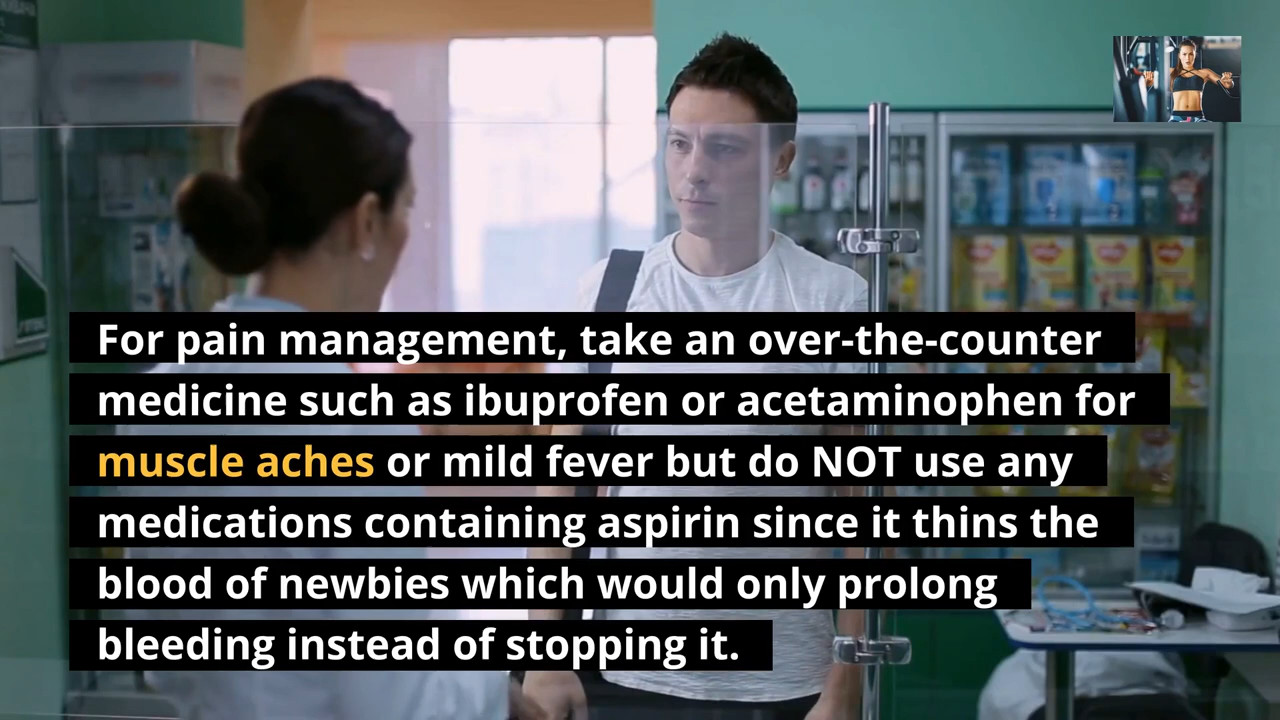 For pain management, take an over-the-counter
medicine such as ibuprofen or acetaminophen for
muscle aches or mild fever but do NOT use any
medications containing aspirin since it thins the
blood of newbies which would only prolong
bleeding instead of stopping it.